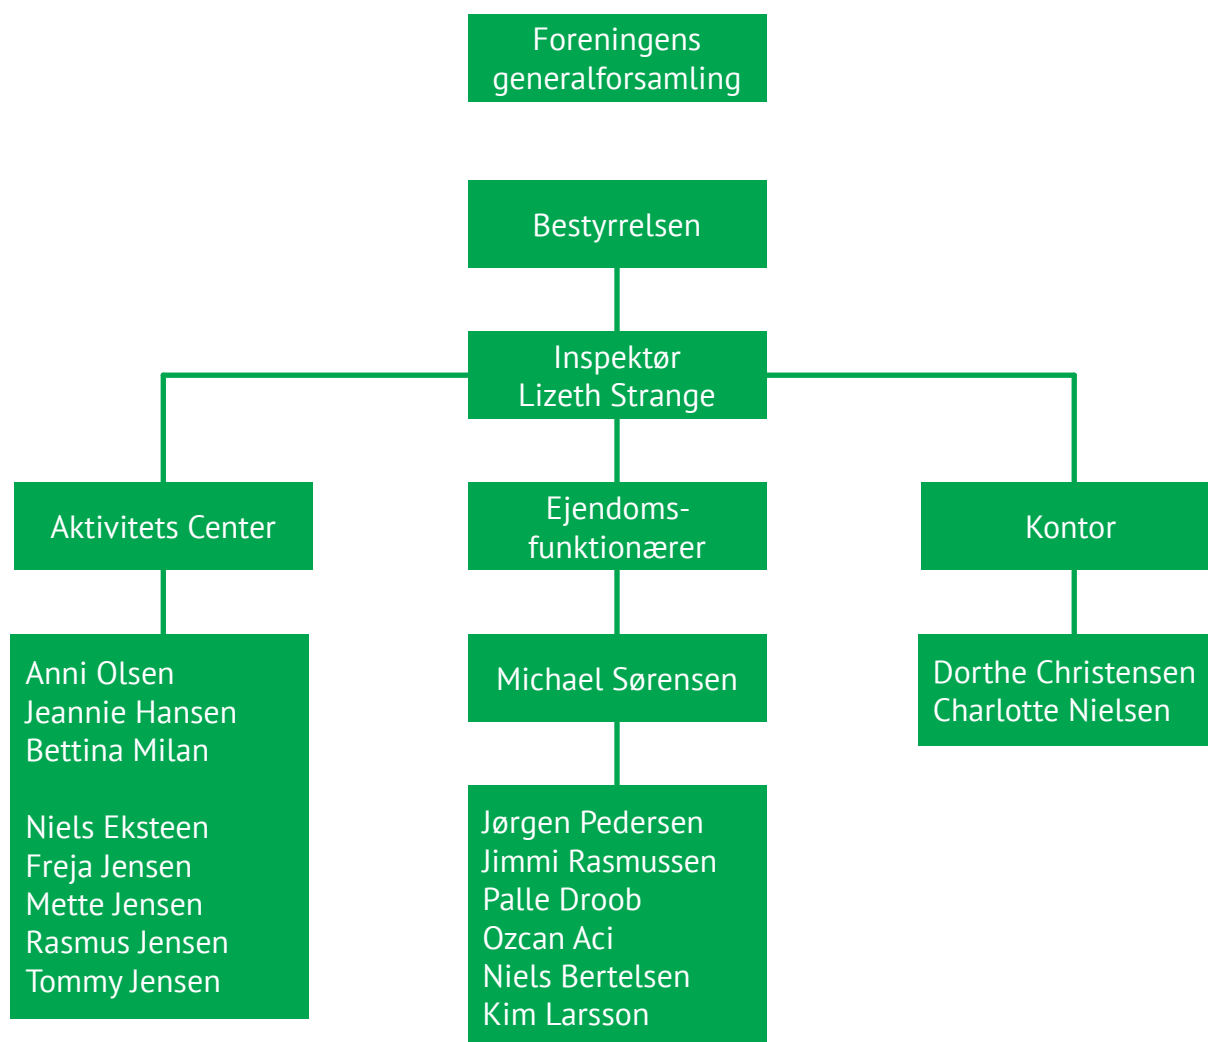 Foreningens
generalforsamling
Bestyrrelsen
Inspektør
Lizeth Strange
Aktivitets Center
Ejendoms-
funktionærer
Kontor
Anni Olsen
Jeannie Hansen
Bettina Milan
Niels Eksteen
Freja Jensen
Mette Jensen
Rasmus Jensen
Tommy Jensen
Michael Sørensen
Jørgen Pedersen
Jimmi Rasmussen
Palle Droob
Ozcan Aci
Niels Bertelsen
Kim Larsson
Dorthe Christensen
Charlotte Nielsen